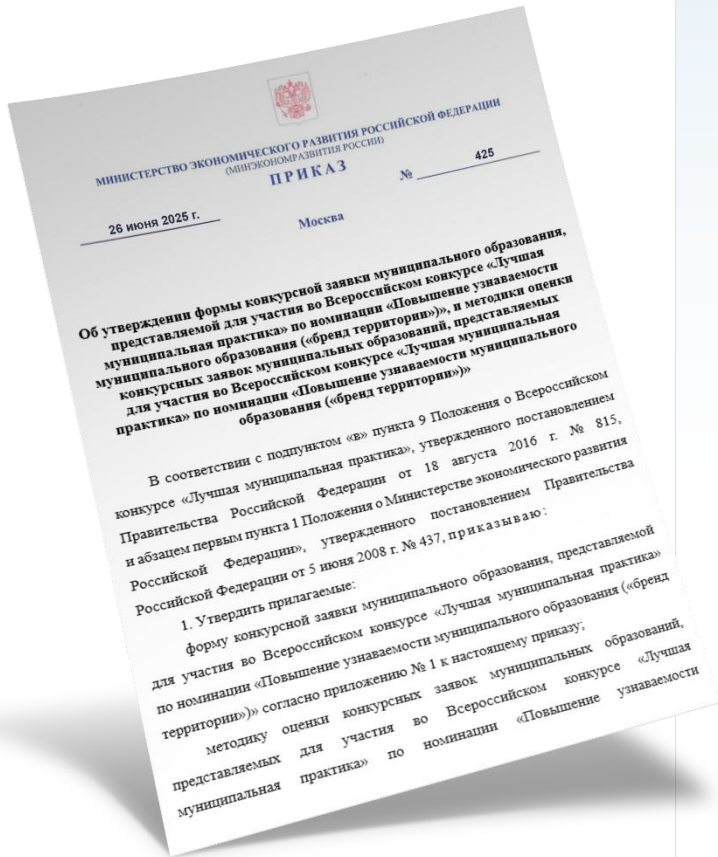 МИНИСТЕРСТВО ЭКОНОМИЧЕСКОГО РАЗВИТИЯ РОССИЙСКОЙ ФЕДЕРАЦИИ
(МИНЭКОНОМРАЗВИТИЯ РОССИИ)
ПРИКАЗ
26 июня 2025 г. № 425
Москва
Об утверждении формы конкурсной заявки муниципального образования,
представляемой для участия во Всероссийском конкурсе «Лучшая
муниципальная практика» по номинации «Повышение узнаваемости
муниципального образования («бренд территории»)», и методики оценки
конкурсных заявок муниципальных образований, представляемых
для участия во Всероссийском конкурсе «Лучшая муниципальная
практика» по номинации «Повышение узнаваемости муниципального
образования («бренд территории»)»
В соответствии с подпунктом «в» пункта 9 Положения о Всероссийском
конкурсе «Лучшая муниципальная практика», утвержденного постановлением
Правительства Российской Федерации от 18 августа 2016 г. № 815,
и абзацем первым пункта 1 Положения о Министерстве экономического развития
Российской Федерации», утвержденного постановлением Правительства
Российской Федерации от 5 июня 2008 г. № 437, приказываю:
1. Утвердить прилагаемые:
форму конкурсной заявки муниципального образования, представляемой
для участия во Всероссийском конкурсе «Лучшая муниципальная практика»
по номинации «Повышение узнаваемости муниципального образования («бренд
территории»)» согласно приложению № 1 к настоящему приказу;
методику оценки конкурсных заявок муниципальных образований,
представляемых для участия во Всероссийском конкурсе «Лучшая
муниципальная практика» по номинации «Повышение узнаваемости